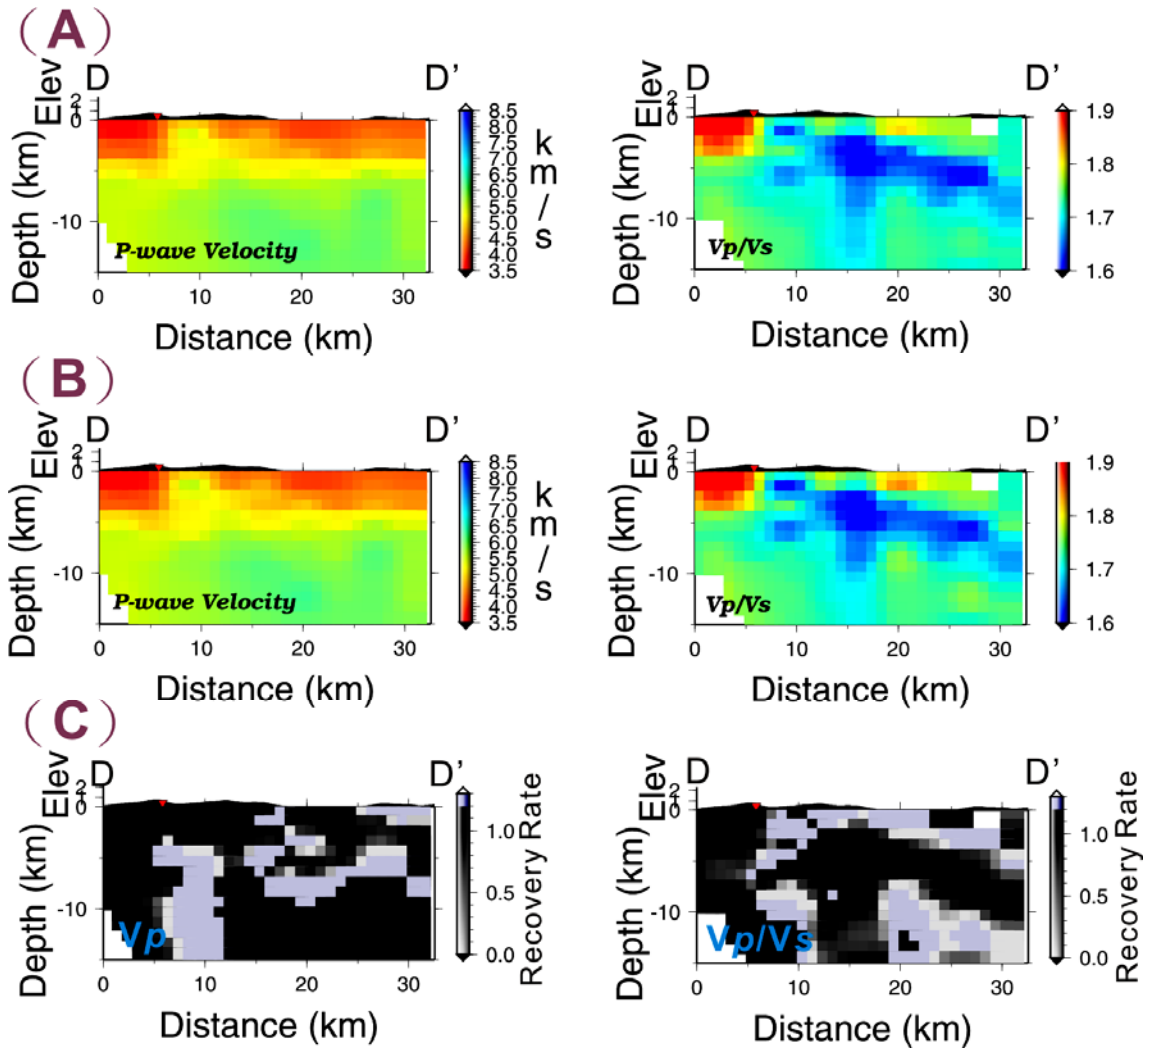 (A)
D D’
Elev
2
1
0
Depth (km)
-10
P-wave Velocity
0 10 20 30
Distance (km)
8.5
8.0
7.5
7.0
6.5
6.0
5.5
5.0
4.5
4.0
3.5
km/s
D D’
Elev
2
1
0
Depth (km)
-10
Vp/Vs
0 10 20 30
Distance (km)
1.9
1.8
1.7
1.6
(B)
D D’
Elev
2
1
0
Depth (km)
-10
P-wave Velocity
0 10 20 30
Distance (km)
8.5
8.0
7.5
7.0
6.5
6.0
5.5
5.0
4.5
4.0
3.5
km/s
D D’
Elev
2
1
0
Depth (km)
-10
Vp/Vs
0 10 20 30
Distance (km)
1.9
1.8
1.7
1.6
(C)
D D’
Elev
2
1
0
Depth (km)
-10
Vp
0 10 20 30
Distance (km)
1.0
0.5
0.0
Recovery Rate
D D’
Elev
2
1
0
Depth (km)
-10
Vp/Vs
0 10 20 30
Distance (km)
1.0
0.5
0.0
Recovery Rate